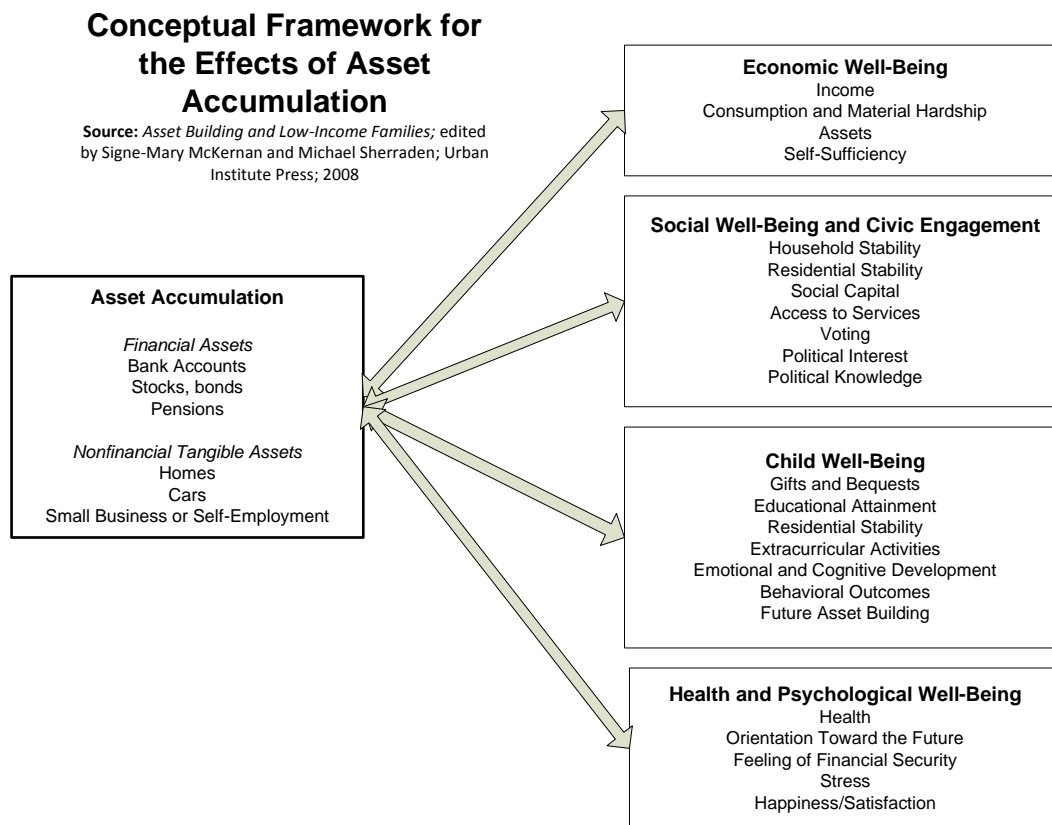 Conceptual Framework for
the Effects of Asset
Accumulation
Source: Asset Building and Low-Income Families; edited
by Signe-Mary McKernan and Michael Sherraden; Urban
Institute Press; 2008
Asset Accumulation
Financial Assets
Bank Accounts
Stocks, bonds
Pensions
Nonfinancial Tangible Assets
Homes
Cars
Small Business or Self-Employment
Economic Well-Being
Income
Consumption and Material Hardship
Assets
Self-Sufficiency
Social Well-Being and Civic Engagement
Household Stability
Residential Stability
Social Capital
Access to Services
Voting
Political Interest
Political Knowledge
Child Well-Being
Gifts and Bequests
Educational Attainment
Residential Stability
Extracurricular Activities
Emotional and Cognitive Development
Behavioral Outcomes
Future Asset Building
Health and Psychological Well-Being
Health
Orientation Toward the Future
Feeling of Financial Security
Stress
Happiness/Satisfaction